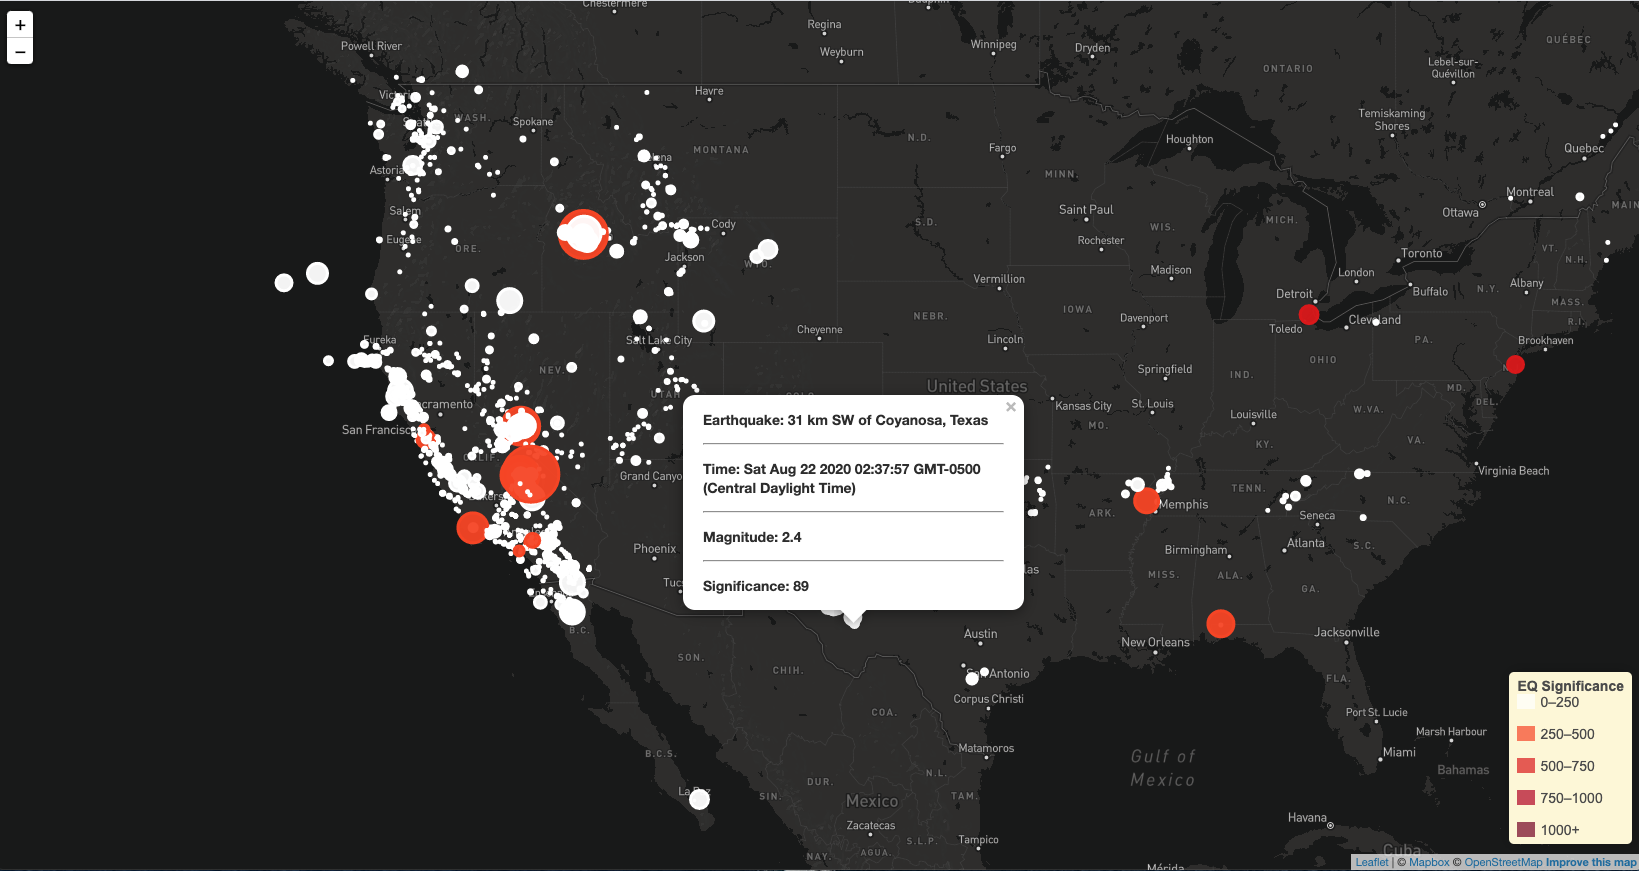 +
−
Chestermere
Dauphin
Regina
Winnipeg
Dryden
QUÉBEC
Powell River
Weyburn
ONTARIO
Lebel-sur-
Quévillon
Havre
WASH.
Spokane
Temiskaming
Shores
N.D.
Houghton
Quebec
MONTANA
Fargo
Astoria
MINN.
Montreal
MAIN
Salem
Saint Paul
Ottawa
Cody
S.D.
MICH.
WIS.
Eugene
ORE.
Rochester
VT.
Toronto
N.H.
Jackson
WYO.
Madison
London
Vermillion
Detroit
Buffalo
N.Y.
Albany
MASS.
IOWA
NEBR.
Davenport
Cleveland
R.I.
Toledo
Cheyenne
Eureka
Salt Lake City
Lincoln
PA.
Brookhaven
OHIO
NEV.
Springfield
IND.
United States
MD.
UTAH
COLO.
DEL.
Sacramento
Kansas City
St. Louis
W.VA.
Louisville
San Francisc
MO.
KY.
VA.
CALIF.
Grand Canyo
Virginia Beach
TENN.
N.C.
ARK.
Memphis
Seneca
Phoenix
Birmingham
Atlanta
S.C.
las
Tucs
MISS.
ALA.
GA.
B.C.
Austin
New Orleans
Jacksonville
SON.
CHIH.
San Antonio
FLA.
Corpus Christi
COA.
Port St. Lucie
Marsh Harbour
Matamoros
Miami
B.C.S.
Gulf of
Mexico
N.L.
Bahamas
DUR.
SIN.
TAM.
Mexico
Havana
Zacatecas
S.L.P.
Tampico
NAY.
AGUA.
Cuba
Mérida
×
Earthquake: 31 km SW of Coyanosa, Texas
Time: Sat Aug 22 2020 02:37:57 GMT-0500
(Central Daylight Time)
Magnitude: 2.4
Significance: 89
EQ Significance
0–250
250–500
500–750
750–1000
1000+
Leaflet | © Mapbox © OpenStreetMap Improve this map